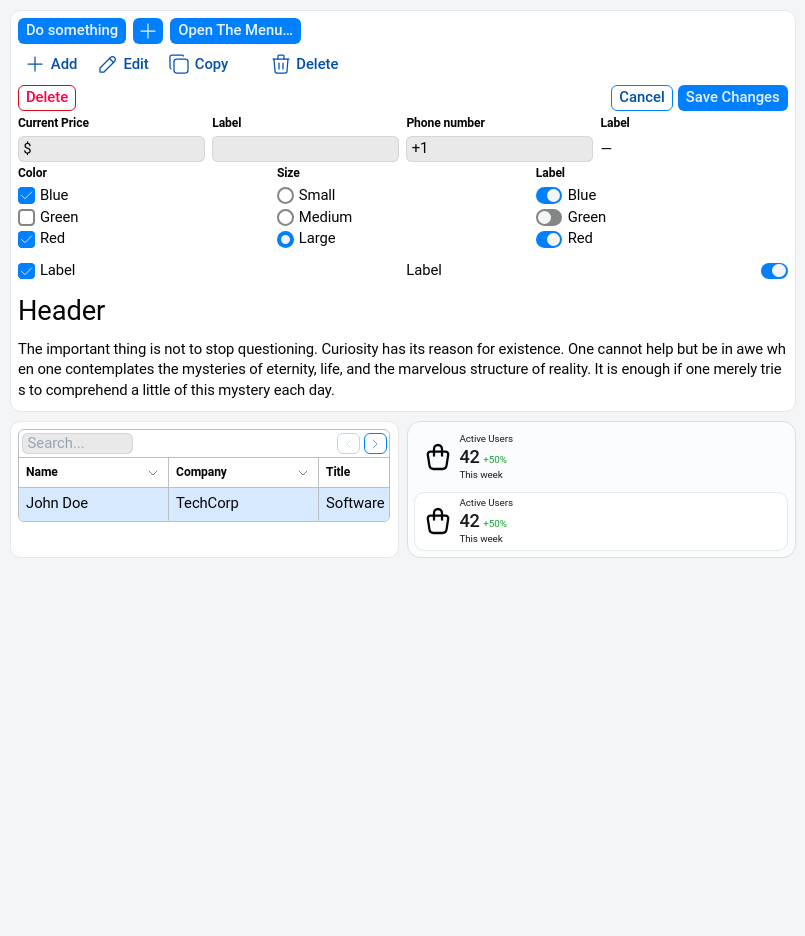 Do something Open The Menu...
Add Edit Copy Delete
Delete Cancel Save Changes
Current Price Label Phone number Label
$ +1 —
Color Size Label
Blue Small Blue
Green Medium Green
Red Large Red
Label Label
Header
The important thing is not to stop questioning. Curiosity has its reason for existence. One cannot help but be in awe wh
en one contemplates the mysteries of eternity, life, and the marvelous structure of reality. It is enough if one merely trie
s to comprehend a little of this mystery each day.
Search...
Name Company Title
John Doe TechCorp Software
Active Users
42 +50%
This week
Active Users
42 +50%
This week